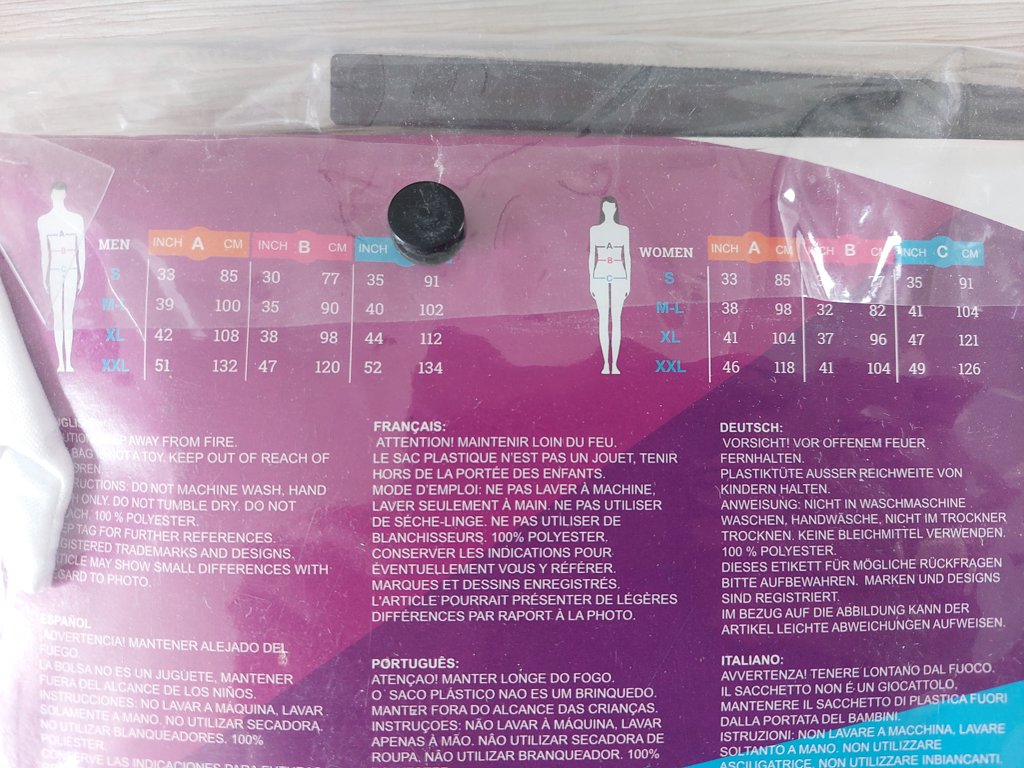 MEN INCH A CM INCH B CM INCH
S 33 85 30 77 35 91
M-L 39 100 35 90 40 102
XL 42 108 38 98 44 112
XXL 51 132 47 120 52 134
A
B
C
WOMEN INCH A CM INCH B CM INCH C CM
S 33 85 77 35 91
M-L 38 98 32 82 41 104
XL 41 104 37 96 47 121
XXL 46 118 41 104 49 126
A
B
C
AWAY FROM FIRE.
BAG IS NOT A TOY. KEEP OUT OF REACH OF
DO NOT MACHINE WASH, HAND
ONLY. DO NOT TUMBLE DRY. DO NOT
100 % POLYESTER.
TAG FOR FURTHER REFERENCES.
TRADEMARKS AND DESIGNS.
MAY SHOW SMALL DIFFERENCES WITH
TO PHOTO.
FRANÇAIS:
ATTENTION! MAINTENIR LOIN DU FEU.
LE SAC PLASTIQUE N'EST PAS UN JOUET, TENIR
HORS DE LA PORTÉE DES ENFANTS.
MODE D'EMPLOI: NE PAS LAVER À MACHINE,
LAVER SEULEMENT À MAIN. NE PAS UTILISER
DE SÉCHE-LINGE. NE PAS UTILISER DE
BLANCHISSEURS. 100% POLYESTER.
CONSERVER LES INDICATIONS POUR
ÉVENTUELLEMENT VOUS Y RÉFÉRER.
MARQUES ET DESSINS ENREGISTRÉS.
L'ARTICLE POURRAIT PRÉSENTER DE LÉGÈRES
DIFFÉRENCES PAR RAPORT À LA PHOTO.
DEUTSCH:
VORSICHT! VOR OFFENEM FEUER
FERNHALTEN.
PLASTIKTÜTE AUSSER REICHWEITE VON
KINDERN HALTEN.
ANWEISUNG: NICHT IN WASCHMASCHINE
WASCHEN, HANDWÄSCHE, NICHT IM TROCKNER
TROCKNEN. KEINE BLEICHMITTEL VERWENDEN.
100 % POLYESTER.
DIESES ETIKETT FÜR MÖGLICHE RÜCKFRAGEN
BITTE AUFBEWAHREN. MARKEN UND DESIGNS
SIND REGISTRIERT.
IM BEZUG AUF DIE ABBILDUNG KANN DER
ARTIKEL LEICHTE ABWEICHUNGEN AUFWEISEN.
ESPAÑOL
¡ADVERTENCIA! MANTENER ALEJADO DEL
FUEGO.
LA BOLSA NO ES UN JUGUETE, MANTENER
FUERA DEL ALCANCE DE LOS NIÑOS.
INSTRUCCIONES: NO LAVAR A MÁQUINA, LAVAR
SOLAMENTE A MANO. NO UTILIZAR SECADORA,
NO UTILIZAR BLANQUEADORES. 100%
POLIÉSTER.
CONSERVE LAS INDICACIONES PARA FUTURAS
PORTUGUÊS:
ATENÇAO! MANTER LONGE DO FOGO.
O SACO PLÁSTICO NAO ES UM BRINQUEDO.
MANTER FORA DO ALCANCE DAS CRIANÇAS.
INSTRUÇOES: NÃO LAVAR À MÁQUINA, LAVAR
APENAS À MÃO. NÃO UTILIZAR SECADORA DE
ROUPA. NÃO UTILIZAR BRANQUEADOR. 100%
ITALIANO:
AVVERTENZA! TENERE LONTANO DAL FUOCO.
IL SACCHETTO NON É UN GIOCATTOLO,
MANTENERE IL SACCHETTO DI PLASTICA FUORI
DALLA PORTATA DEL BAMBINI.
ISTRUZIONI: NON LAVARE A MACCHINA, LAVARE
SOLTANTO A MANO. NON UTILIZZARE
ASCIUGATRICE. NON UTILIZZARE INBIANCANTI.